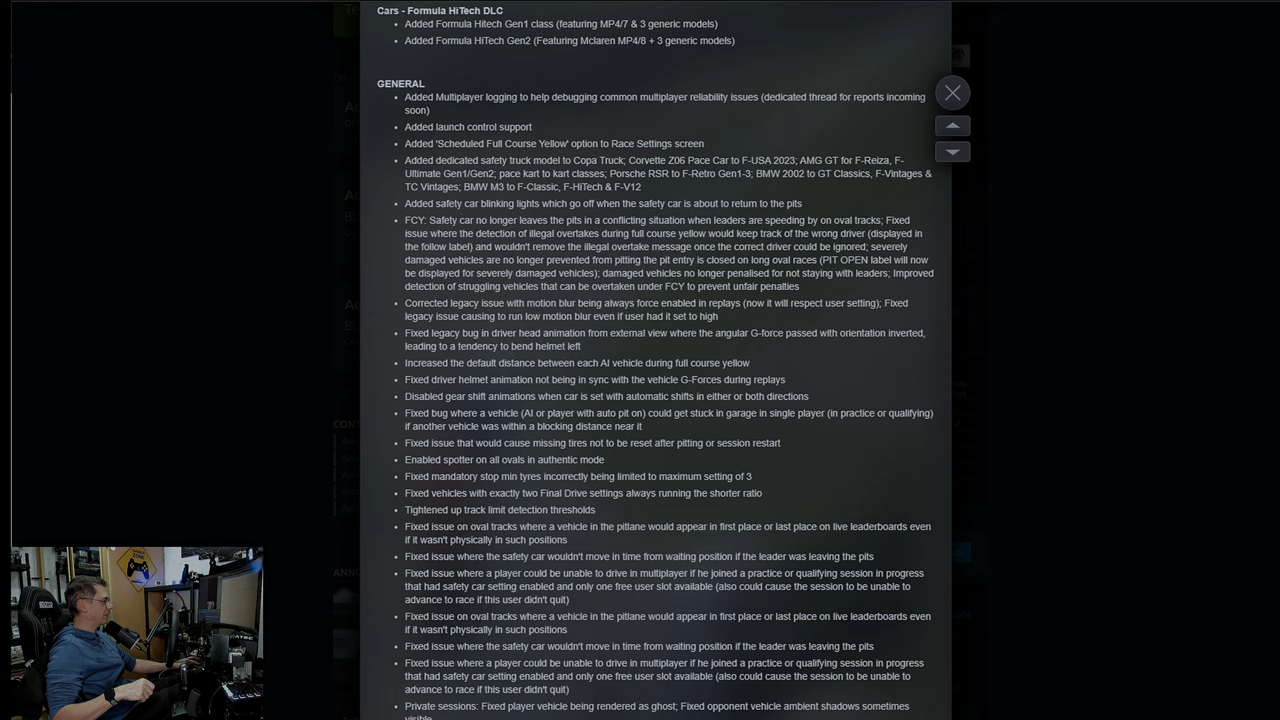 Cars - Formula HiTech DLC
• Added Formula Hitech Gen1 class (featuring MP4/7 & 3 generic models)
• Added Formula HiTech Gen2 (Featuring Mclaren MP4/8 + 3 generic models)
GENERAL
• Added Multiplayer logging to help debugging common multiplayer reliability issues (dedicated thread for reports incoming
soon)
• Added launch control support
• Added 'Scheduled Full Course Yellow' option to Race Settings screen
• Added dedicated safety truck model to Copa Truck; Corvette Z06 Pace Car to F-USA 2023; AMG GT for F-Reiza, F-
Ultimate Gen1/Gen2; pace kart to kart classes; Porsche RSR to F-Retro Gen1-3; BMW 2002 to GT Classics, F-Vintages &
TC Vintages; BMW M3 to F-Classic, F-HiTech & F-V12
• Added safety car blinking lights which go off when the safety car is about to return to the pits
• FCY: Safety car no longer leaves the pits in a conflicting situation when leaders are speeding by on oval tracks; Fixed
issue where the detection of illegal overtakes during full course yellow would keep track of the wrong driver (displayed in
the follow label) and wouldn't remove the illegal overtake message once the correct driver could be ignored; severely
damaged vehicles are no longer prevented from pitting the pit entry is closed on long oval races (PIT OPEN label will now
be displayed for severely damaged vehicles); damaged vehicles no longer penalised for not staying with leaders; Improved
detection of struggling vehicles that can be overtaken under FCY to prevent unfair penalties
• Corrected legacy issue with motion blur being always force enabled in replays (now it will respect user setting); Fixed
legacy issue causing to run low motion blur even if user had it set to high
• Fixed legacy bug in driver head animation from external view where the angular G-force passed with orientation inverted,
leading to a tendency to bend helmet left
• Increased the default distance between each AI vehicle during full course yellow
• Fixed driver helmet animation not being in sync with the vehicle G-Forces during replays
• Disabled gear shift animations when car is set with automatic shifts in either or both directions
• Fixed bug where a vehicle (AI or player with auto pit on) could get stuck in garage in single player (in practice or qualifying)
if another vehicle was within a blocking distance near it
• Fixed issue that would cause missing tires not to be reset after pitting or session restart
• Enabled spotter on all ovals in authentic mode
• Fixed mandatory stop min tyres incorrectly being limited to maximum setting of 3
• Fixed vehicles with exactly two Final Drive settings always running the shorter ratio
• Tightened up track limit detection thresholds
• Fixed issue on oval tracks where a vehicle in the pitlane would appear in first place or last place on live leaderboards even
if it wasn't physically in such positions
• Fixed issue where the safety car wouldn't move in time from waiting position if the leader was leaving the pits
• Fixed issue where a player could be unable to drive in multiplayer if he joined a practice or qualifying session in progress
that had safety car setting enabled and only one free user slot available (also could cause the session to be unable to
advance to race if this user didn't quit)
• Fixed issue on oval tracks where a vehicle in the pitlane would appear in first place or last place on live leaderboards even
if it wasn't physically in such positions
• Fixed issue where the safety car wouldn't move in time from waiting position if the leader was leaving the pits
• Fixed issue where a player could be unable to drive in multiplayer if he joined a practice or qualifying session in progress
that had safety car setting enabled and only one free user slot available (also could cause the session to be unable to
advance to race if this user didn't quit)
• Private sessions: Fixed player vehicle being rendered as ghost; Fixed opponent vehicle ambient shadows sometimes
visible